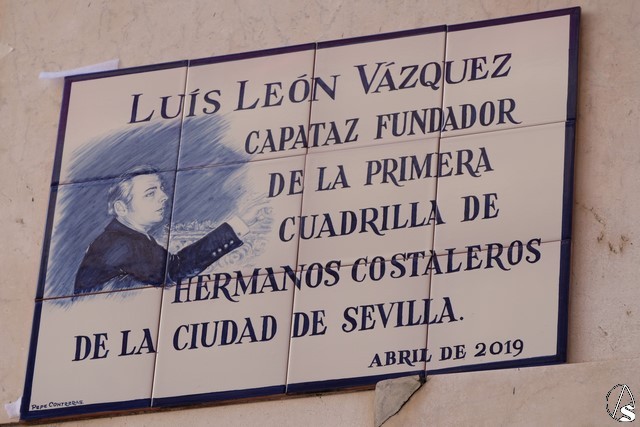 LUÍS LEÓN VÁZQUEZ
CAPATAZ FUNDADOR
DE LA PRIMERA
CUADRILLA DE
HERMANOS COSTALEROS
DE LA CIUDAD DE SEVILLA.
ABRIL DE 2019
PEPE CONTRERAS